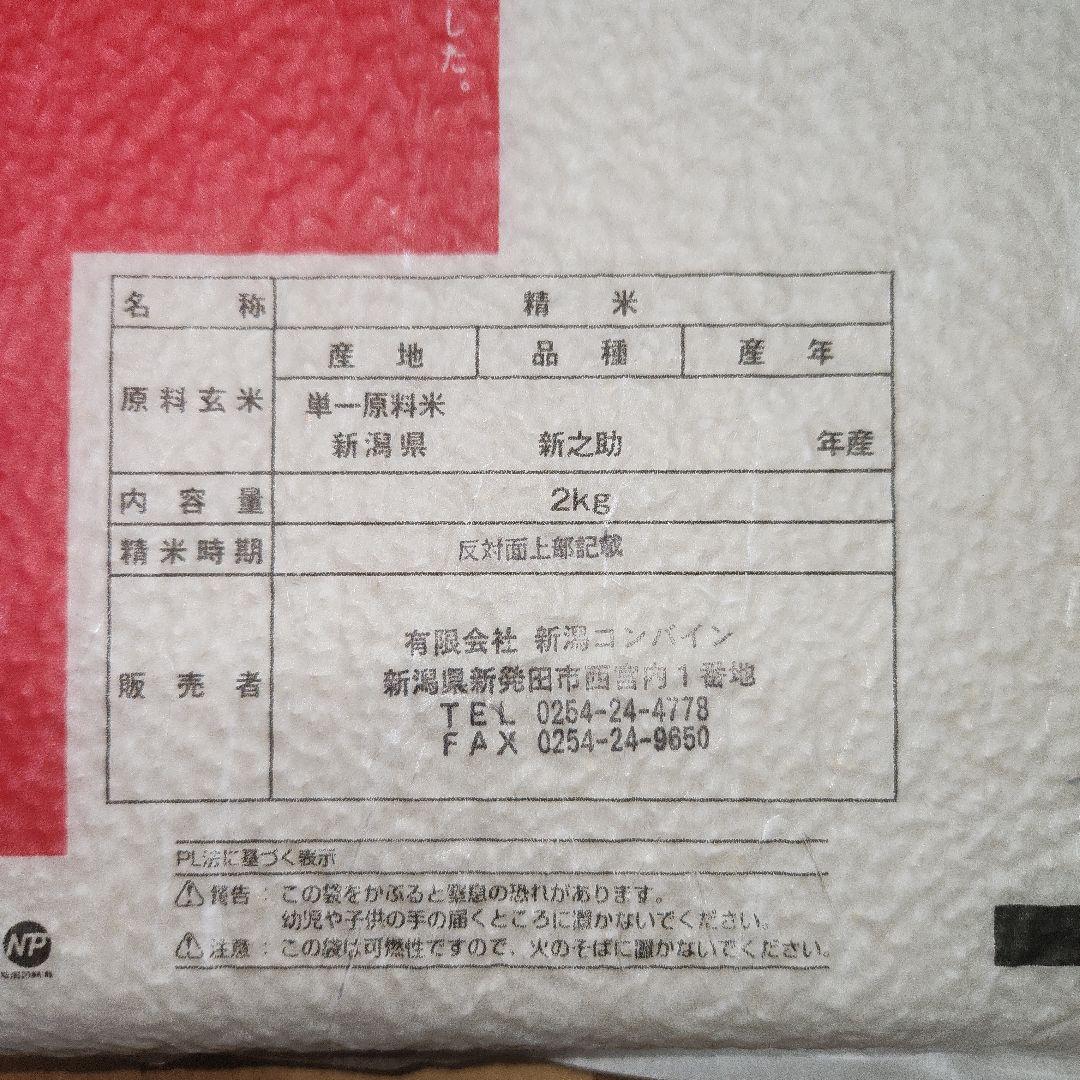 した。
名称 精米
原料玄米 産地 品種 産年
単一原料米
新潟県 新之助 年産
内容量 2kg
精米時期 反対面上部記載
販売者
有限会社 新潟コンバイン
新潟県新発田市西宮内1番地
TEL 0254-24-4778
FAX 0254-24-9650
PL法に基づく表示
警告：この袋をかぶると窒息の恐れがあります。
幼児や子供の手の届くところに置かないでください。
注意：この袋は可燃性ですので、火のそばに置かないでください。
NP